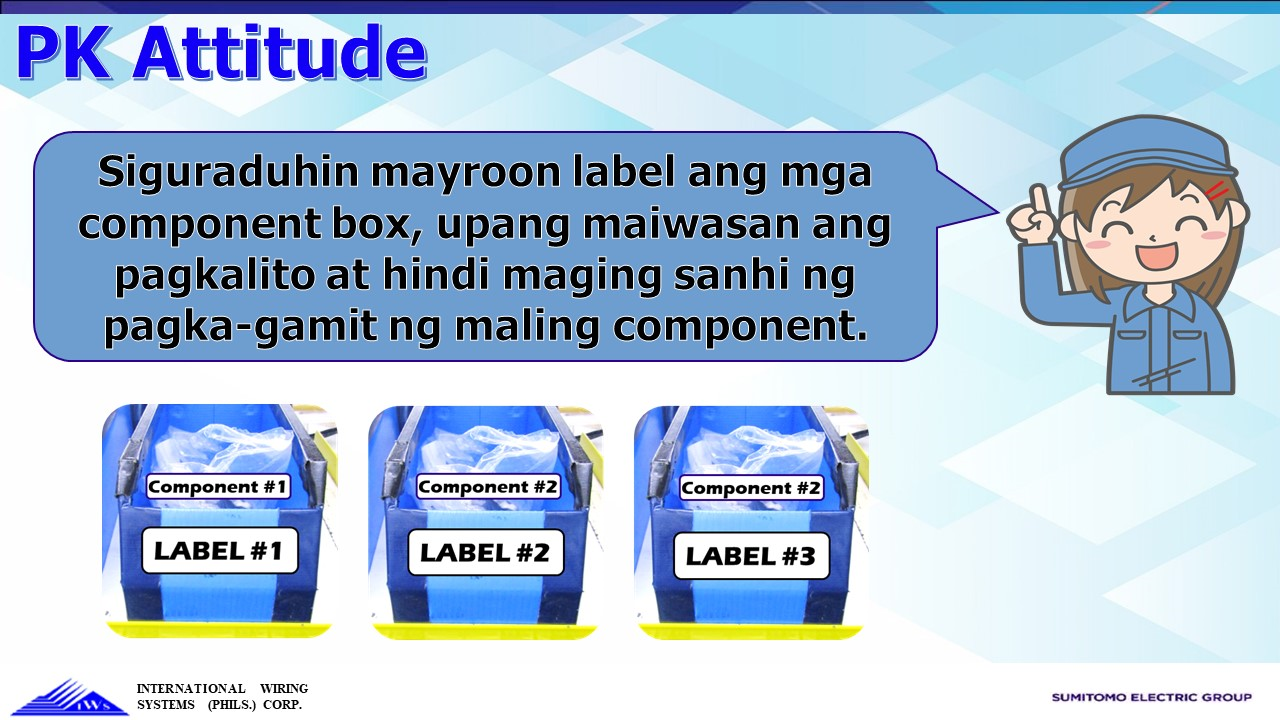 PK Attitude
Siguraduhin mayroon label ang mga
component box, upang maiwasan ang
pagkalito at hindi maging sanhi ng
pagka-gamit ng maling component.
Component #1
LABEL #1
Component #2
LABEL #2
Component #2
LABEL #3
IWS
INTERNATIONAL WIRING
SYSTEMS (PHILS.) CORP.
SUMITOMO ELECTRIC GROUP